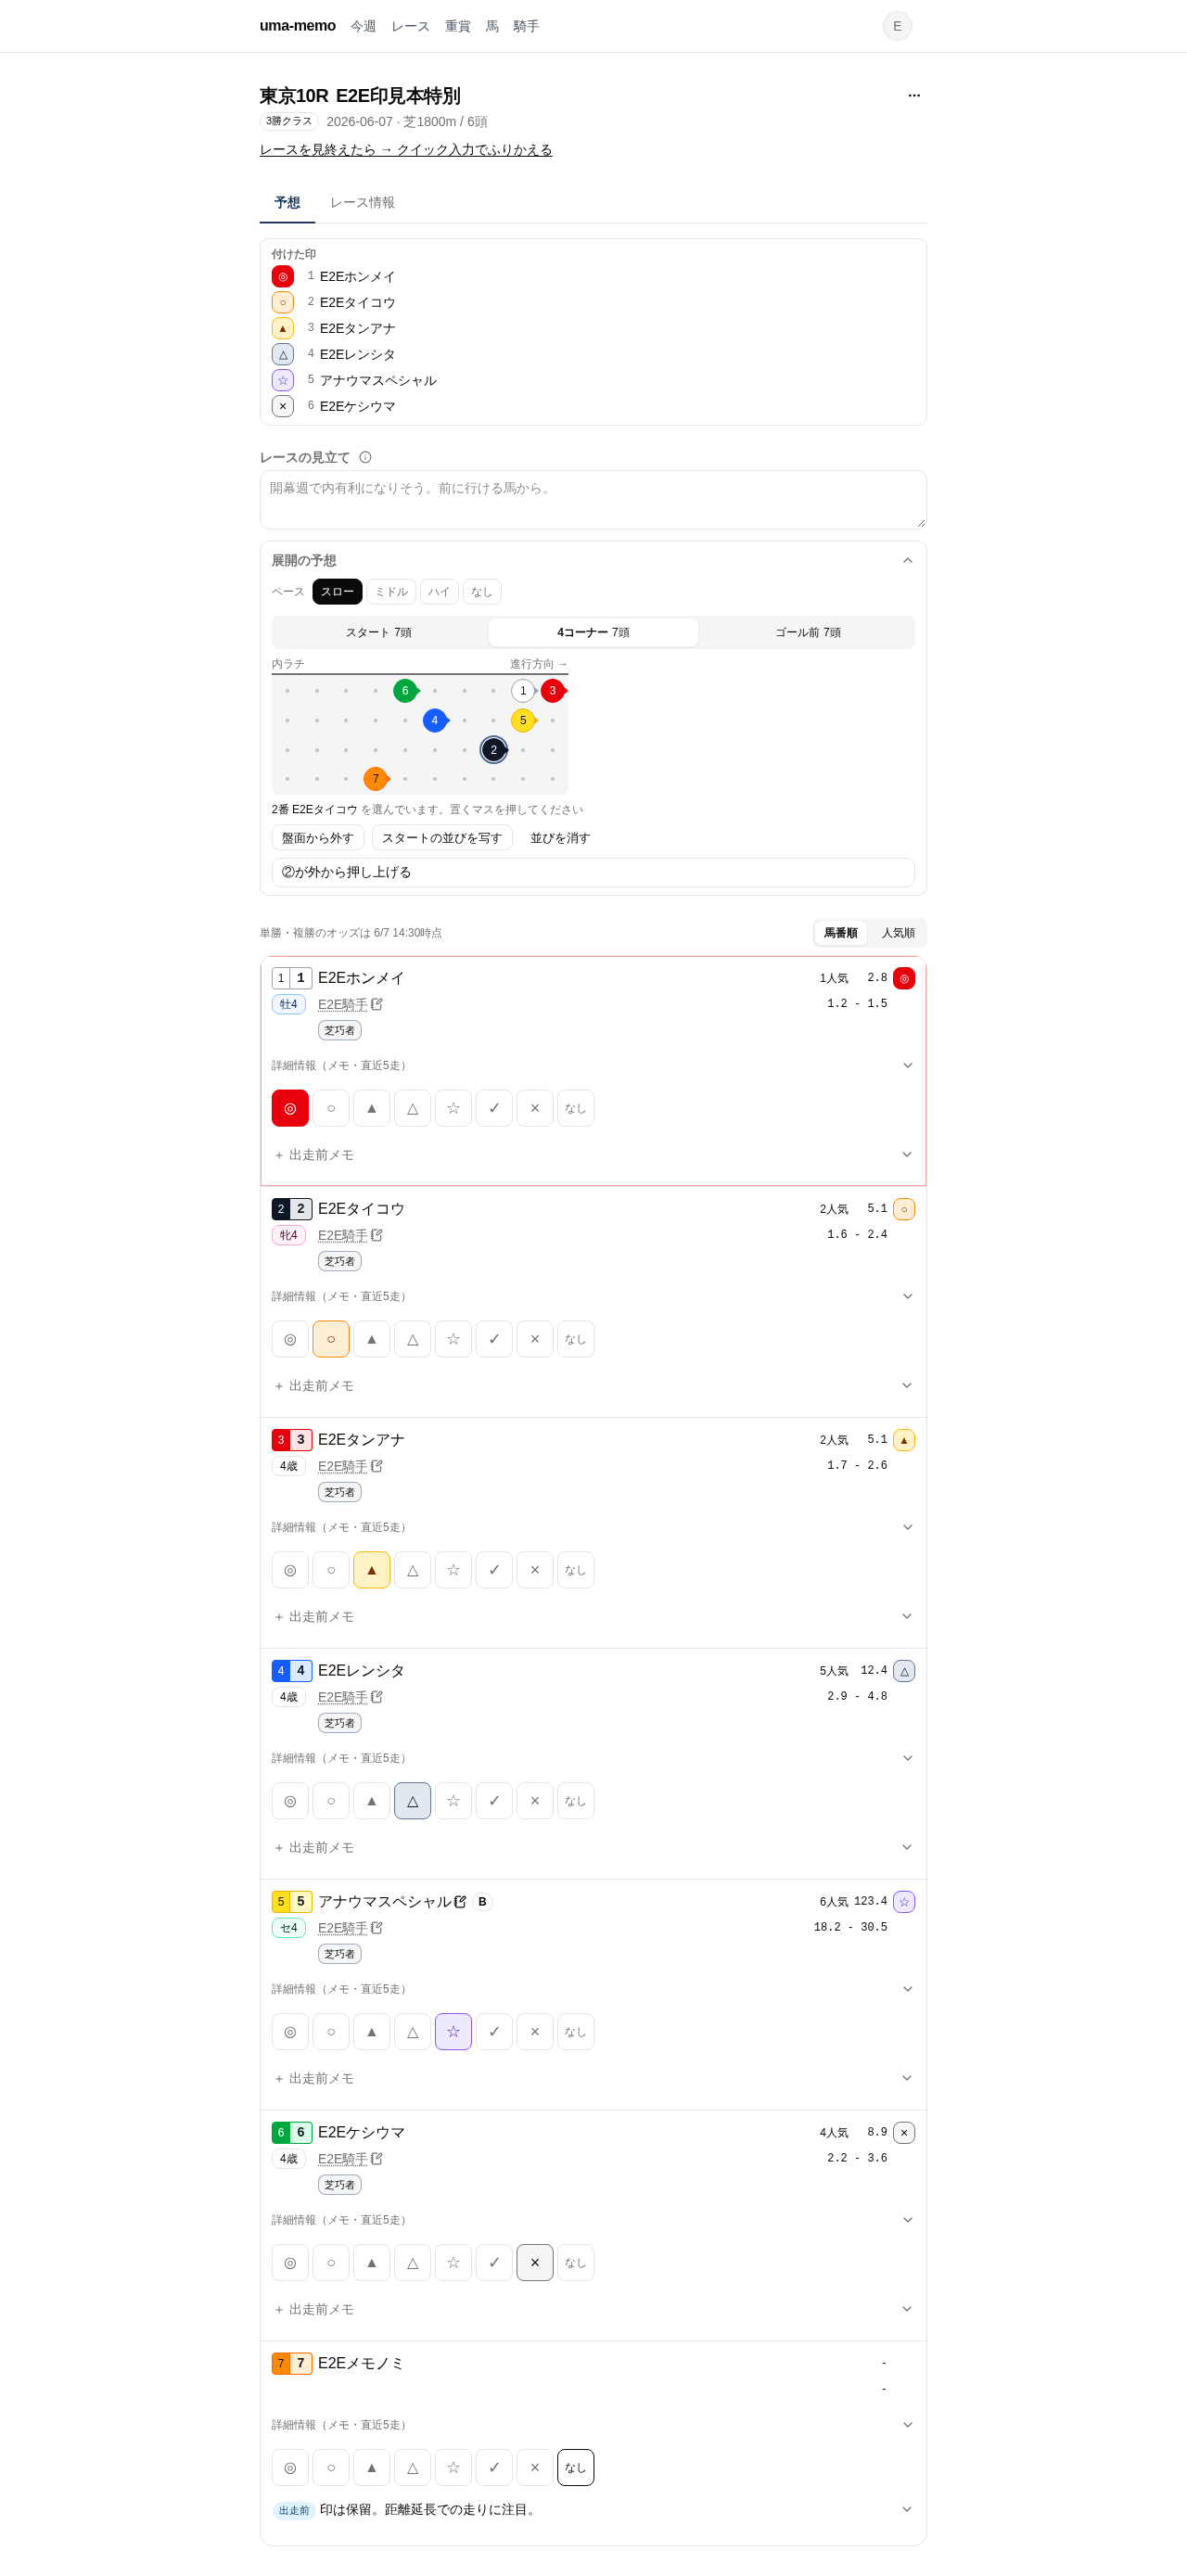 uma-memo 今週 レース 重賞 馬 騎手 E
東京10R E2E印見本特別 …
3勝クラス 2026-06-07 · 芝1800m / 6頭
レースを見終えたら → クイック入力でふりかえる
予想 レース情報
付けた印
◎ 1 E2Eホンメイ
○ 2 E2Eタイコウ
▲ 3 E2Eタンアナ
△ 4 E2Eレンシタ
☆ 5 アナウマスペシャル
× 6 E2Eケシウマ
レースの見立て
開幕週で内有利になりそう。前に行ける馬から。
展開の予想
ペース スロー ミドル ハイ なし
スタート 7頭 4コーナー 7頭 ゴール前 7頭
内ラチ 進行方向 →
6 1 3
4 5
2
7
2番 E2Eタイコウ を選んでいます。置くマスを押してください
盤面から外す スタートの並びを写す 並びを消す
②が外から押し上げる
単勝・複勝のオッズは 6/7 14:30時点 馬番順 人気順
1 1 E2Eホンメイ 1人気 2.8 ◎
牡4 E2E騎手 1.2 - 1.5
芝巧者
詳細情報（メモ・直近5走）
◎ ○ ▲ △ ☆ ✓ × なし
＋ 出走前メモ
2 2 E2Eタイコウ 2人気 5.1 ○
牝4 E2E騎手 1.6 - 2.4
芝巧者
詳細情報（メモ・直近5走）
◎ ○ ▲ △ ☆ ✓ × なし
＋ 出走前メモ
3 3 E2Eタンアナ 2人気 5.1 ▲
4歳 E2E騎手 1.7 - 2.6
芝巧者
詳細情報（メモ・直近5走）
◎ ○ ▲ △ ☆ ✓ × なし
＋ 出走前メモ
4 4 E2Eレンシタ 5人気 12.4 △
4歳 E2E騎手 2.9 - 4.8
芝巧者
詳細情報（メモ・直近5走）
◎ ○ ▲ △ ☆ ✓ × なし
＋ 出走前メモ
5 5 アナウマスペシャル B 6人気 123.4 ☆
セ4 E2E騎手 18.2 - 30.5
芝巧者
詳細情報（メモ・直近5走）
◎ ○ ▲ △ ☆ ✓ × なし
＋ 出走前メモ
6 6 E2Eケシウマ 4人気 8.9 ×
4歳 E2E騎手 2.2 - 3.6
芝巧者
詳細情報（メモ・直近5走）
◎ ○ ▲ △ ☆ ✓ × なし
＋ 出走前メモ
7 7 E2Eメモノミ -
-
詳細情報（メモ・直近5走）
◎ ○ ▲ △ ☆ ✓ × なし
出走前 印は保留。距離延長での走りに注目。